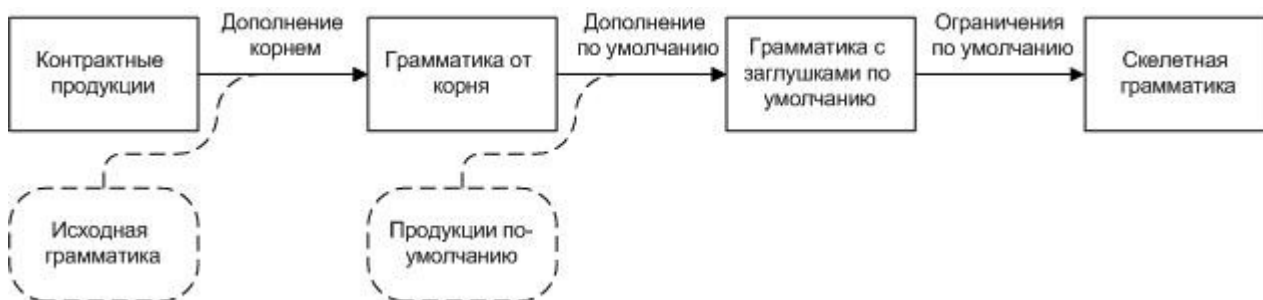 Контрактные
продукции
Дополнение
корнем
Грамматика от
корня
Дополнение
по умолчанию
Грамматика с
заглушками по
умолчанию
Ограничения
по умолчанию
Скелетная
грамматика
Исходная
грамматика
Продукции по-
умолчанию